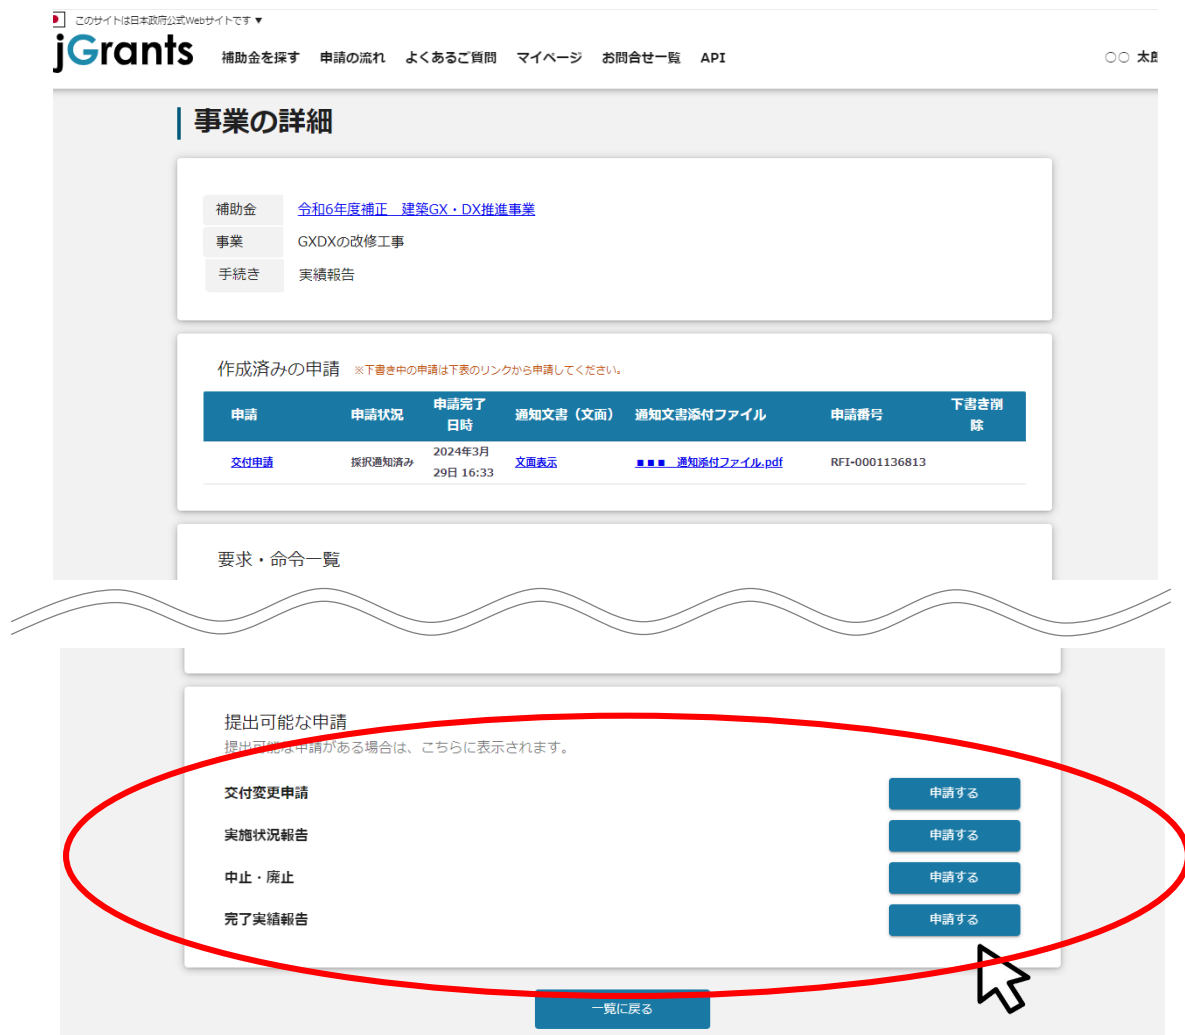 このサイトは日本政府公式Webサイトです ▼
jGrants 補助金を探す 申請の流れ よくあるご質問 マイページ お問合せ一覧 API ○○ 太郎
事業の詳細
補助金 令和6年度補正 建築GX・DX推進事業
事業 GXDXの改修工事
手続き 実績報告
作成済みの申請 ※下書き中の申請は下表のリンクから申請してください。
申請 申請状況 申請完了日時 通知文書（文面） 通知文書添付ファイル 申請番号 下書き削除
交付申請 採択通知済み 2024年3月29日 16:33 文面表示 ■■■ 通知添付ファイル.pdf RFI-0001136813
要求・命令一覧
提出可能な申請
提出可能な申請がある場合は、こちらに表示されます。
交付変更申請 申請する
実施状況報告 申請する
中止・廃止 申請する
完了実績報告 申請する
一覧に戻る